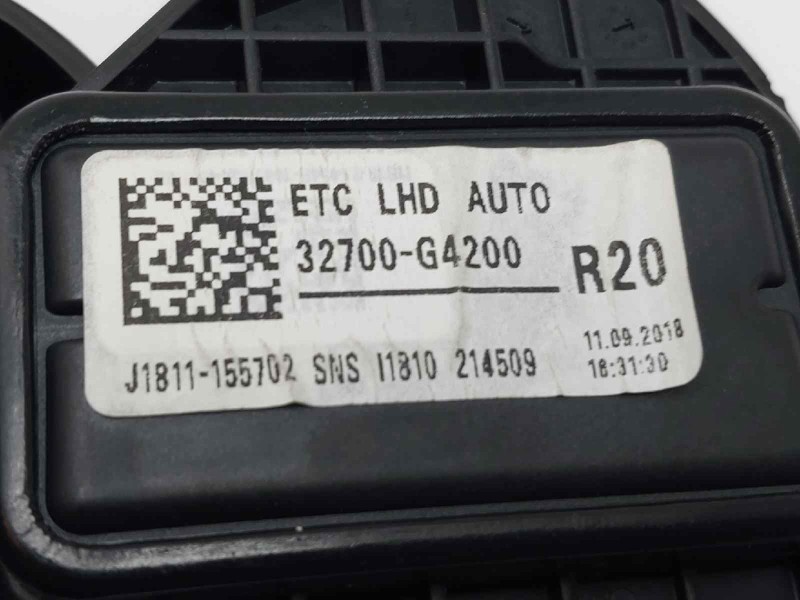 ETC LHD AUTO
32700-G4200
R20
J1811-155702 SNS I1810 214509
11.09.2018
18:31:30